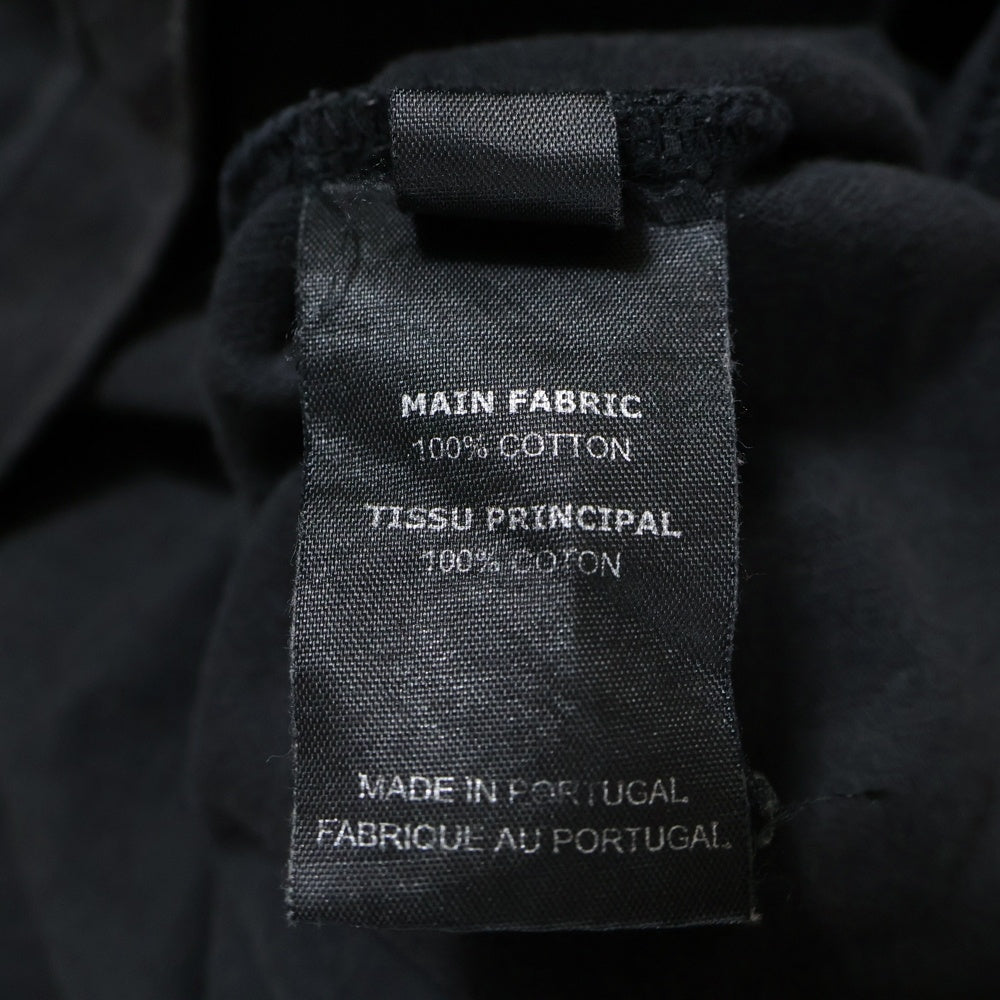 MAIN FABRIC
100% COTTON
TISSU PRINCIPAL
100% COTON
MADE IN PORTUGAL
FABRIQUE AU PORTUGAL